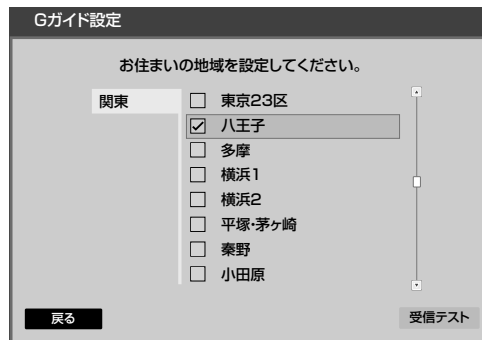 Gガイド設定
お住まいの地域を設定してください。
関東
東京23区
八王子
多摩
横浜1
横浜2
平塚・茅ヶ崎
秦野
小田原
戻る
受信テスト